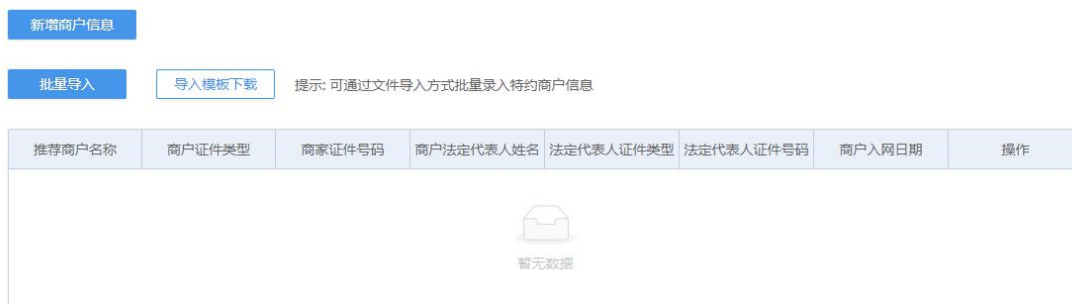 新增商户信息
批量导入 导入模板下载 提示: 可通过文件导入方式批量录入特约商户信息
推荐商户名称 商户证件类型 商家证件号码 商户法定代表人姓名 法定代表人证件类型 法定代表人证件号码 商户入网日期 操作
暂无数据